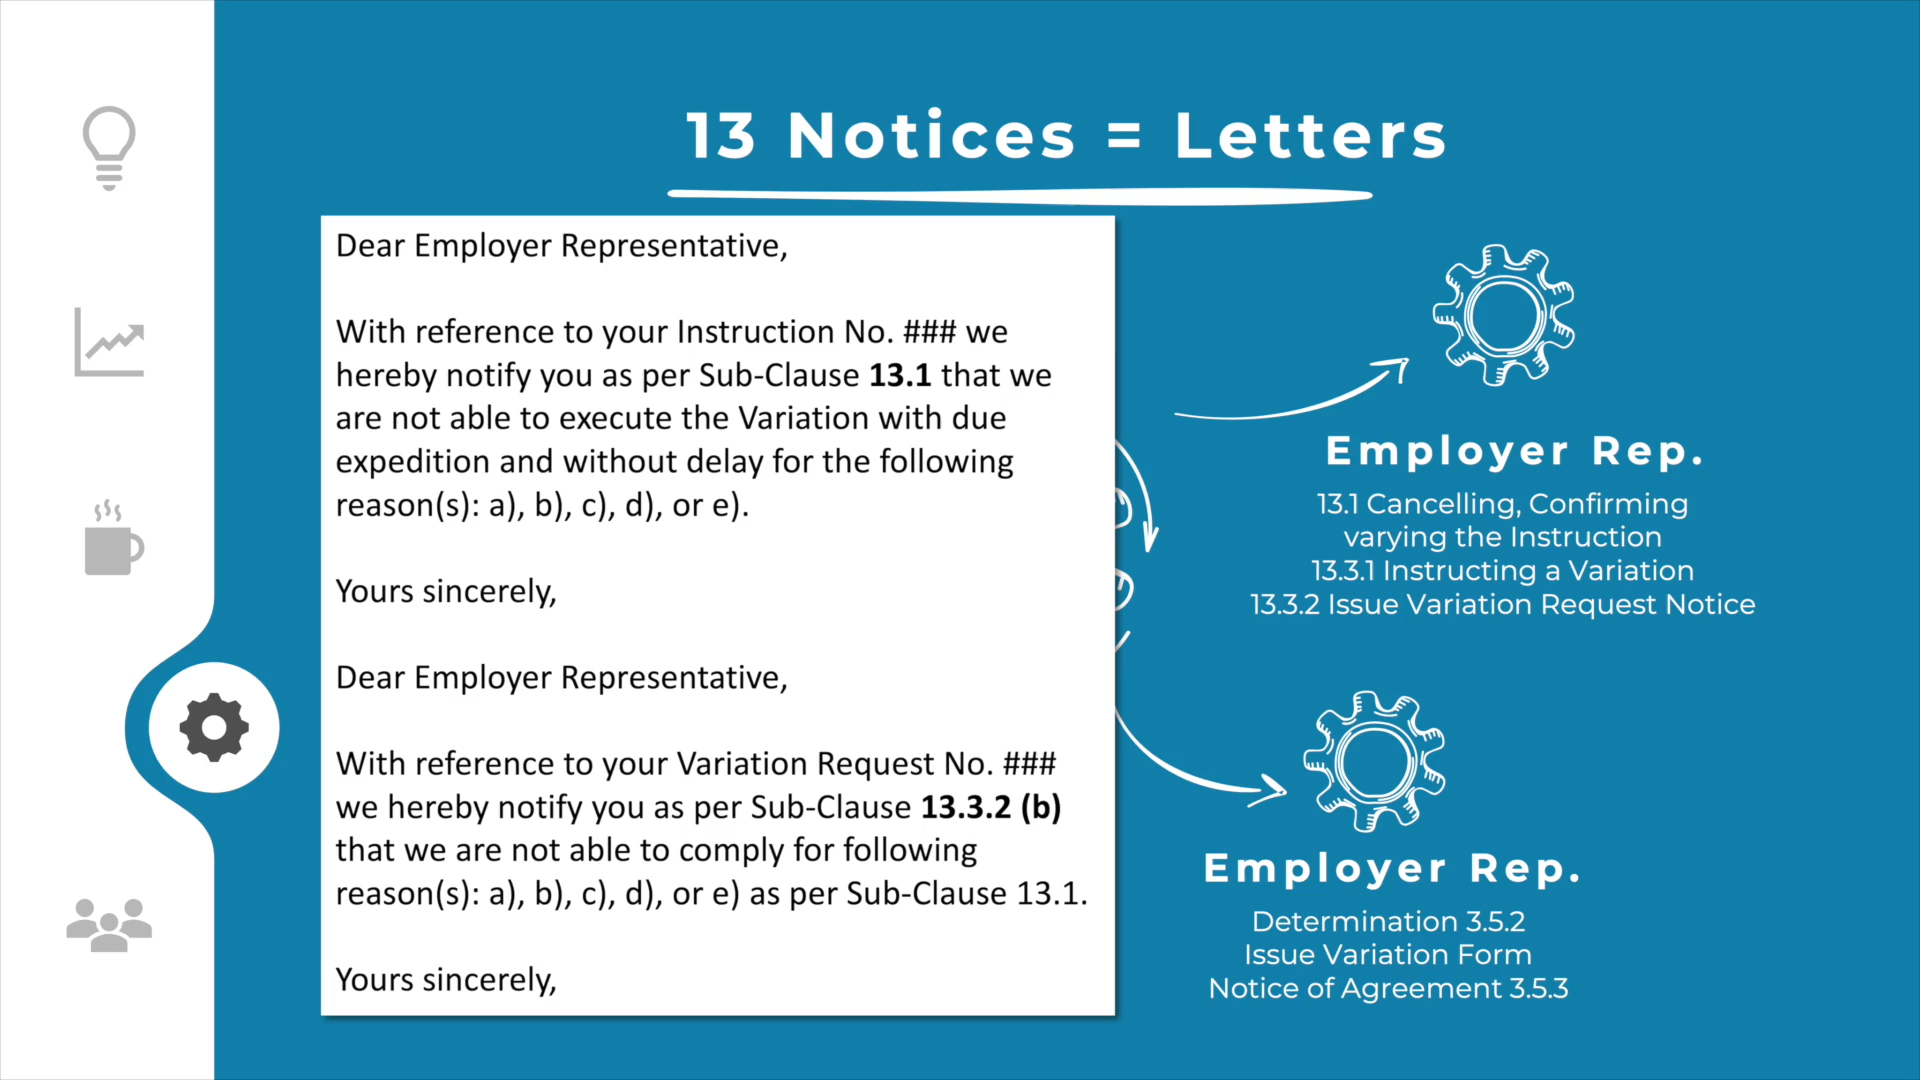 13 Notices = Letters
Dear Employer Representative,
With reference to your Instruction No. ### we
hereby notify you as per Sub-Clause 13.1 that we
are not able to execute the Variation with due
expedition and without delay for the following
reason(s): a), b), c), d), or e).
Yours sincerely,
Dear Employer Representative,
With reference to your Variation Request No. ###
we hereby notify you as per Sub-Clause 13.3.2 (b)
that we are not able to comply for following
reason(s): a), b), c), d), or e) as per Sub-Clause 13.1.
Yours sincerely,
Employer Rep.
13.1 Cancelling, Confirming
varying the Instruction
13.3.1 Instructing a Variation
13.3.2 Issue Variation Request Notice
Employer Rep.
Determination 3.5.2
Issue Variation Form
Notice of Agreement 3.5.3